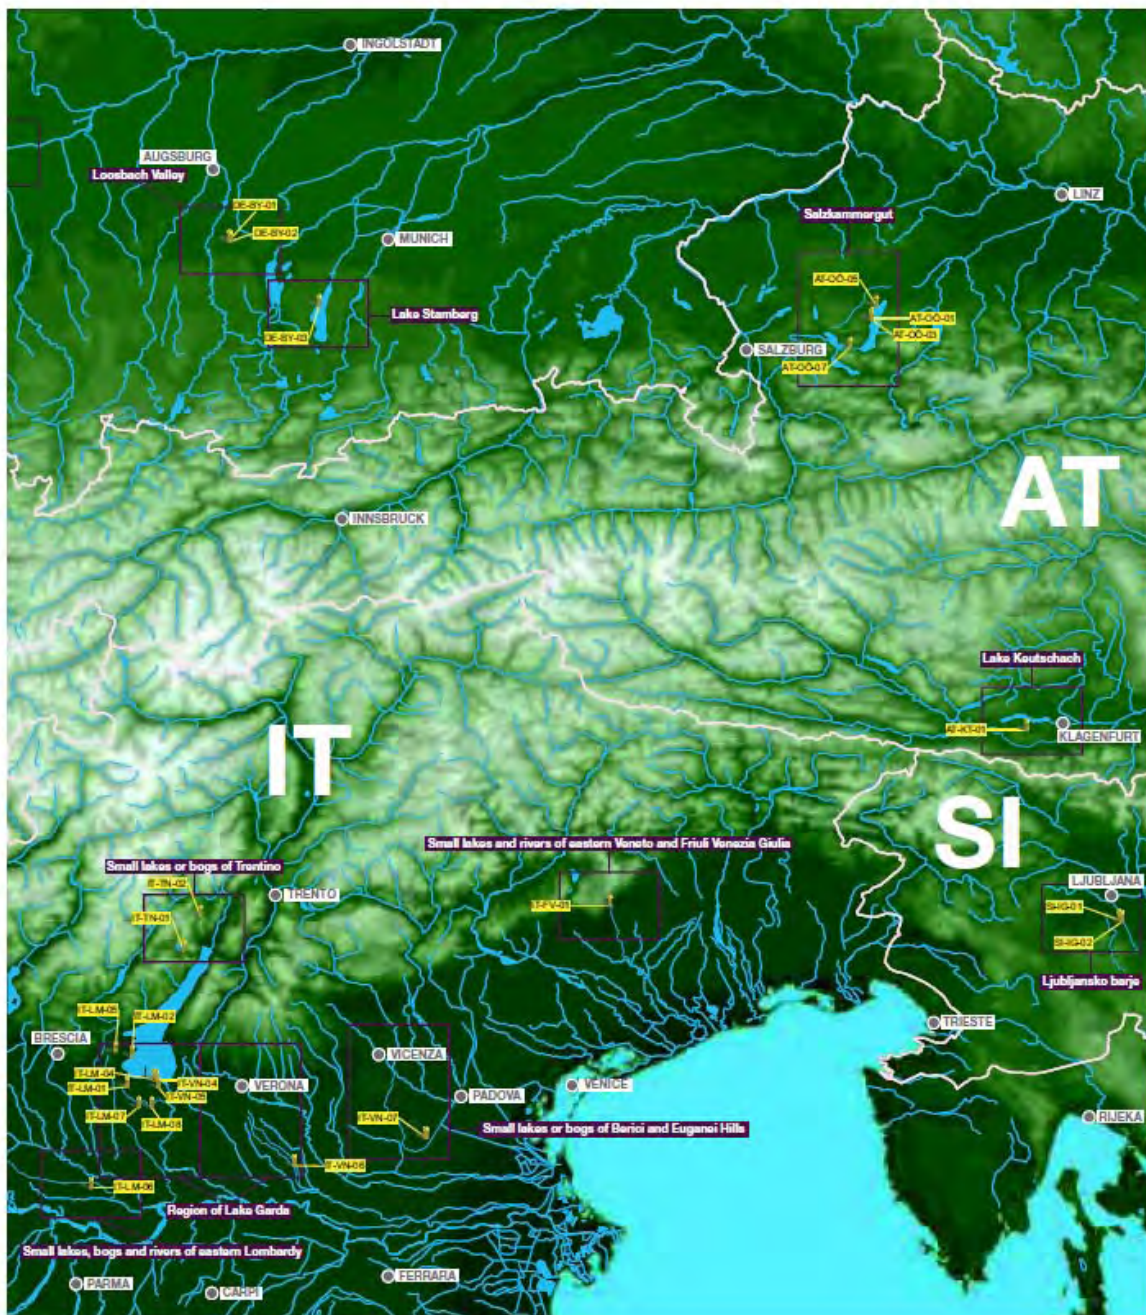 INGOLSTADT
AUGSBURG
Loosbach Valley
DE-BY-01
DE-BY-02
MUNICH
LINZ
Salzkammergut
AT-OÖ-05
Lake Starnberg
DE-BY-03
AT-OÖ-01
AT-OÖ-03
SALZBURG
AT-OÖ-07
AT
INNSBRUCK
Lake Keutschach
AT-KT-01
KLAGENFURT
IT
SI
Small lakes and rivers of eastern Veneto and Friuli Venezia Giulia
Small lakes or bogs of Trentino
IT-TN-02
TRENTO
IT-TN-01
IT-FV-01
LJUBLJANA
SI-IG-01
SI-IG-02
Ljubljansko barje
IT-LM-05
IT-LM-02
BRESCIA
TRIESTE
VICENZA
IT-LM-04
IT-LM-01
IT-VN-04
IT-VN-05
VERONA
PADOVA
VENICE
IT-LM-07
IT-LM-08
IT-VN-07
Small lakes or bogs of Berici and Euganei Hills
RIJEKA
IT-VN-06
IT-LM-06
Region of Lake Garda
Small lakes, bogs and rivers of eastern Lombardy
PARMA
CARPI
FERRARA